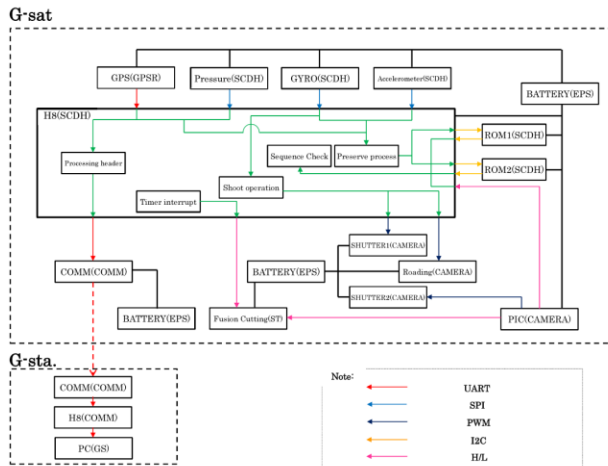 G-sat
GPS(GPSR)
Pressure(SCDH)
GYRO(SCDH)
Accelerometer(SCDH)
BATTERY(EPS)
H8(SCDH)
ROM1(SCDH)
Processing header
Sequence Check
Preserve process
ROM2(SCDH)
Shoot operation
Timer interrupt
SHUTTER1(CAMERA)
COMM(COMM)
BATTERY(EPS)
Roading(CAMERA)
SHUTTER2(CAMERA)
BATTERY(EPS)
Fusion Cutting(ST)
PIC(CAMERA)
G-sta.
COMM(COMM)
H8(COMM)
PC(GS)
Note:
UART
SPI
PWM
I2C
H/L